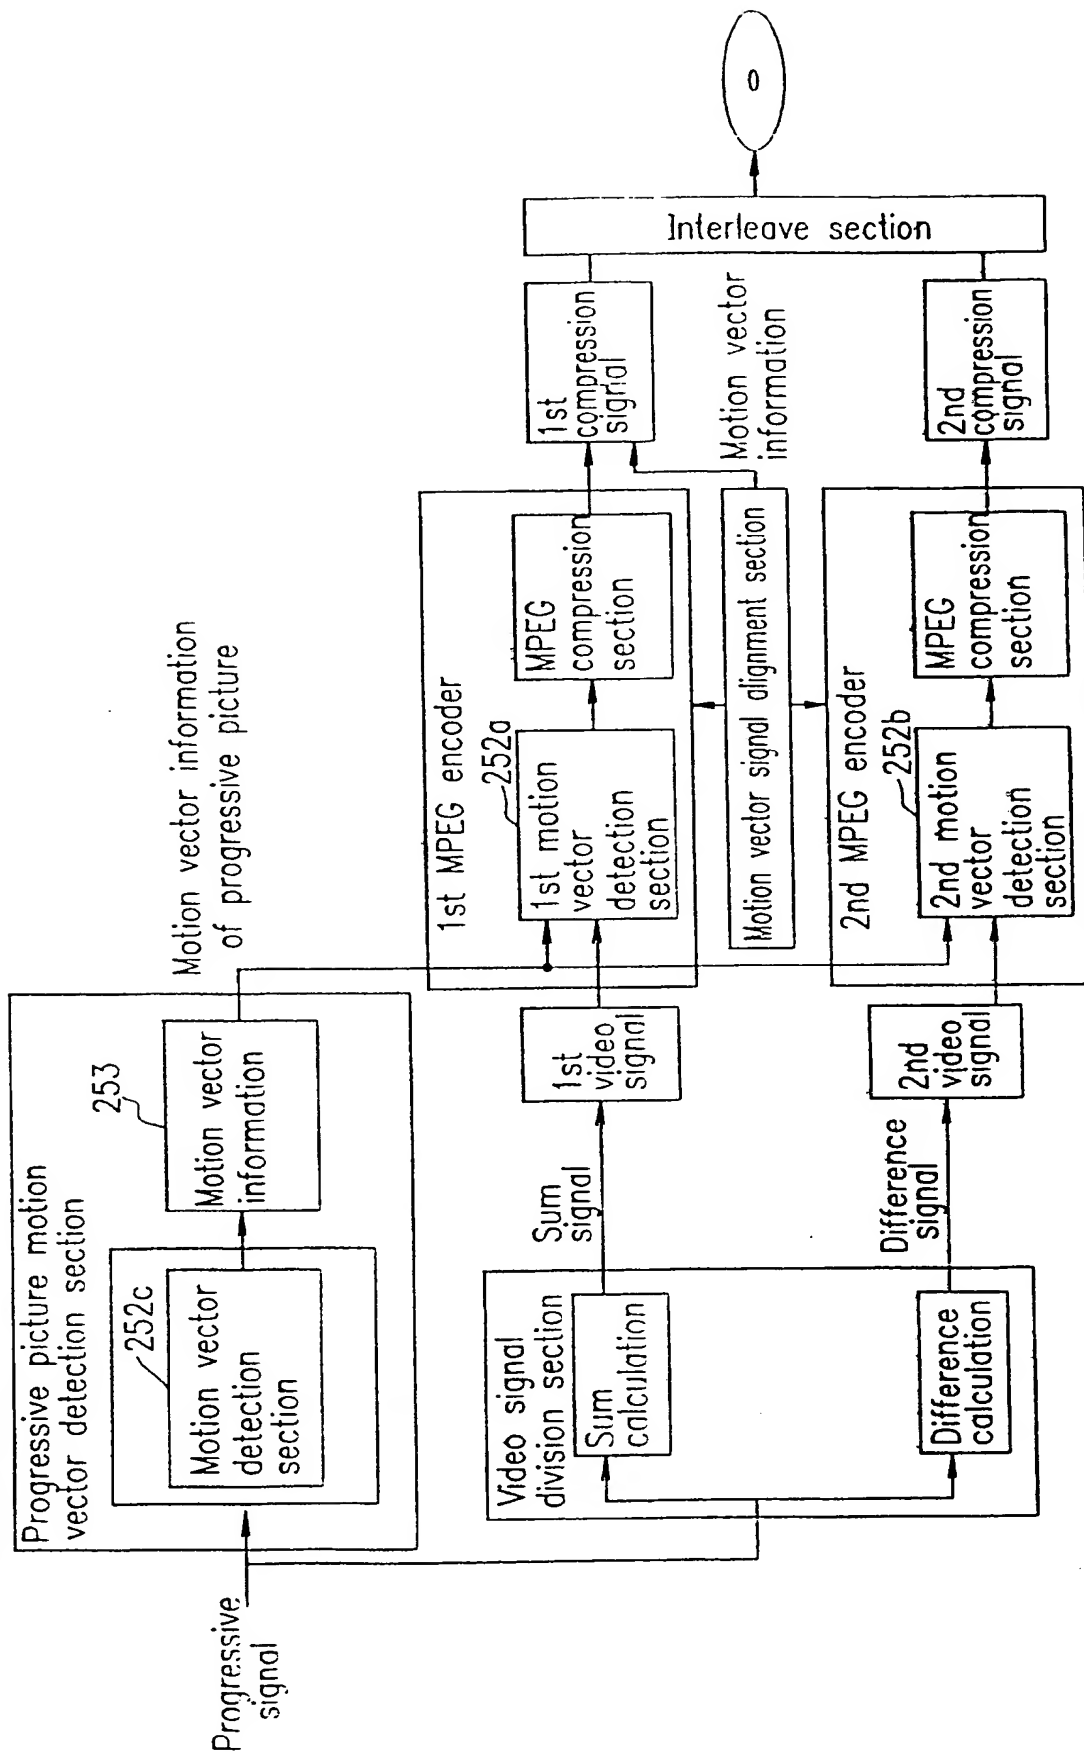 Progressive
signal
Progressive picture motion
vector detection section
252c
Motion vector
detection
section
253
Motion vector
information
Motion vector information
of progressive picture
Video signal
division section
Sum
calculation
Difference
calculation
Sum
signal
Difference
signal
1st
video
signal
2nd
video
signal
1st MPEG encoder
252a
1st motion
vector
detection
section
MPEG
compression
section
Motion vector signal alignment section
Motion vector
information
2nd MPEG encoder
252b
2nd motion
vector
detection
section
MPEG
compression
section
1st
compression
signal
2nd
compression
signal
Interleave section